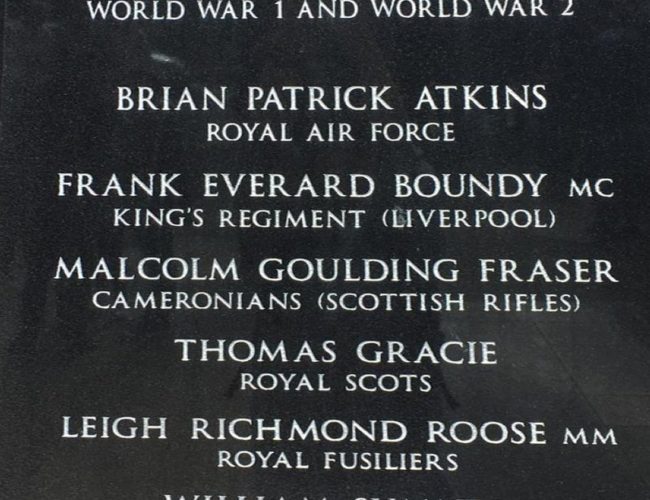 WORLD WAR 1 AND WORLD WAR 2
BRIAN PATRICK ATKINS
ROYAL AIR FORCE
FRANK EVERARD BOUNDY MC
KING'S REGIMENT (LIVERPOOL)
MALCOLM GOULDING FRASER
CAMERONIANS (SCOTTISH RIFLES)
THOMAS GRACIE
ROYAL SCOTS
LEIGH RICHMOND ROOSE MM
ROYAL FUSILIERS
WILLIAM